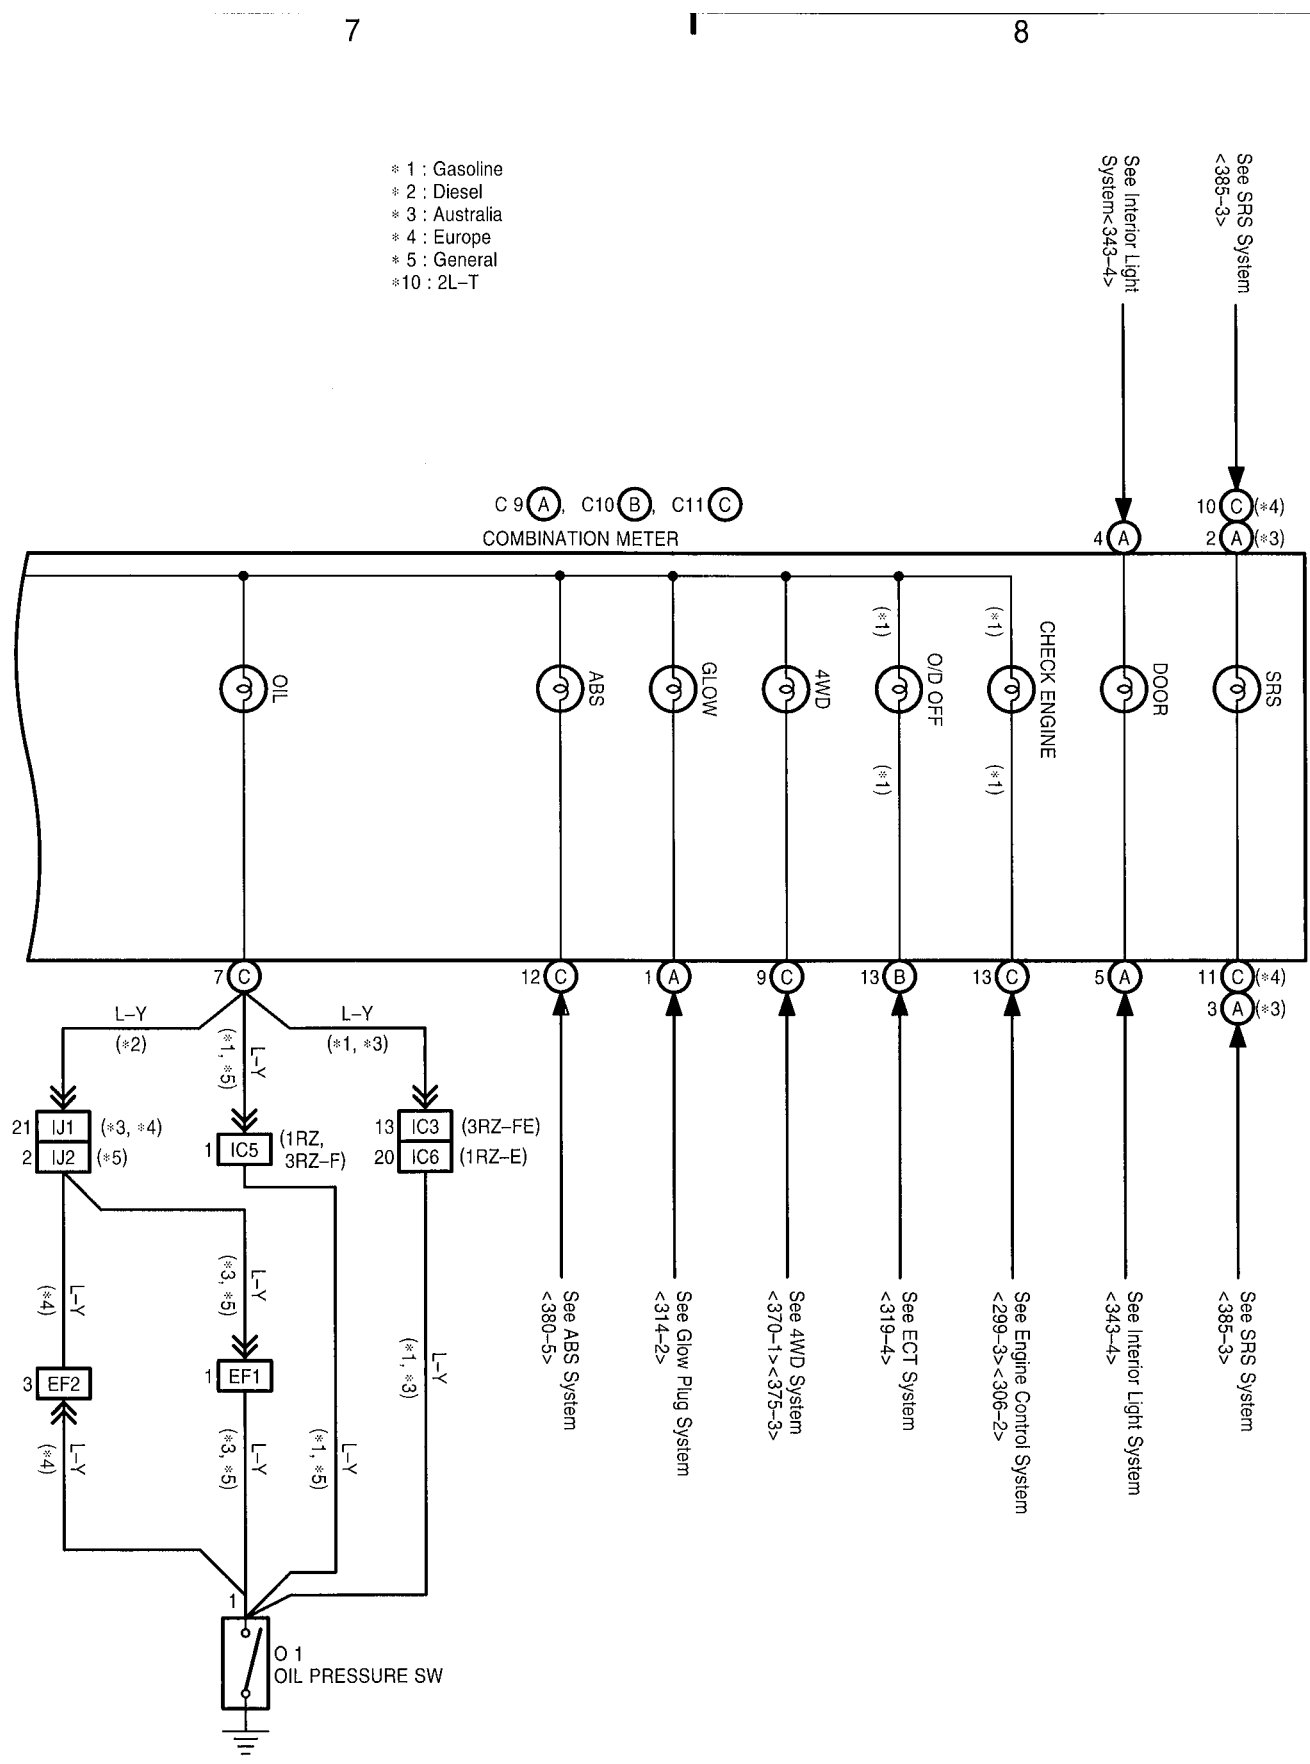 7
8
* 1 : Gasoline
* 2 : Diesel
* 3 : Australia
* 4 : Europe
* 5 : General
*10 : 2L–T
See Interior Light
System<343–4>
See SRS System
<385–3>
C 9 A, C10 B, C11 C
COMBINATION METER
4 A
10 C (*4)
2 A (*3)
OIL
ABS
GLOW
4WD
(*1)
O/D OFF
(*1)
(*1)
CHECK ENGINE
(*1)
DOOR
SRS
7 C
12 C
1 A
9 C
13 B
13 C
5 A
11 C (*4)
3 A (*3)
L–Y
(*2)
L–Y
(*1, *5)
L–Y
(*1, *3)
21 IJ1 (*3, *4)
2 IJ2 (*5)
1 IC5 (1RZ,
3RZ–F)
13 IC3 (3RZ–FE)
20 IC6 (1RZ–E)
L–Y
(*4)
L–Y
(*3, *5)
L–Y
(*1, *3)
3 EF2
1 EF1
L–Y
(*4)
L–Y
(*3, *5)
L–Y
(*1, *5)
See ABS System
<380–5>
See Glow Plug System
<314–2>
See 4WD System
<370–1><375–3>
See ECT System
<319–4>
See Engine Control System
<299–3><306–2>
See Interior Light System
<343–4>
See SRS System
<385–3>
1
O 1
OIL PRESSURE SW